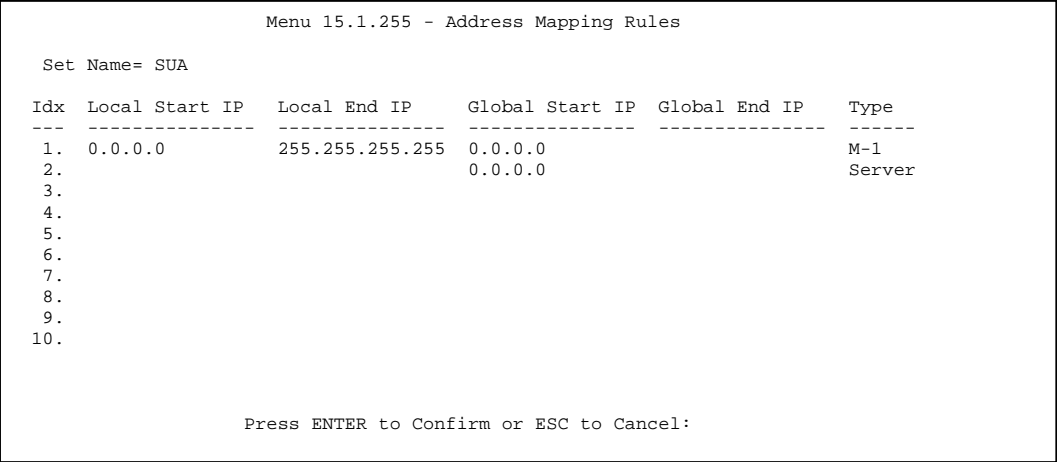 Menu 15.1.255 - Address Mapping Rules
Set Name= SUA
Idx  Local Start IP   Local End IP     Global Start IP  Global End IP    Type
---  ---------------  ---------------  ---------------  ---------------  ------
 1.  0.0.0.0          255.255.255.255  0.0.0.0                           M-1
 2.                                    0.0.0.0                           Server
 3.
 4.
 5.
 6.
 7.
 8.
 9.
10.
Press ENTER to Confirm or ESC to Cancel: